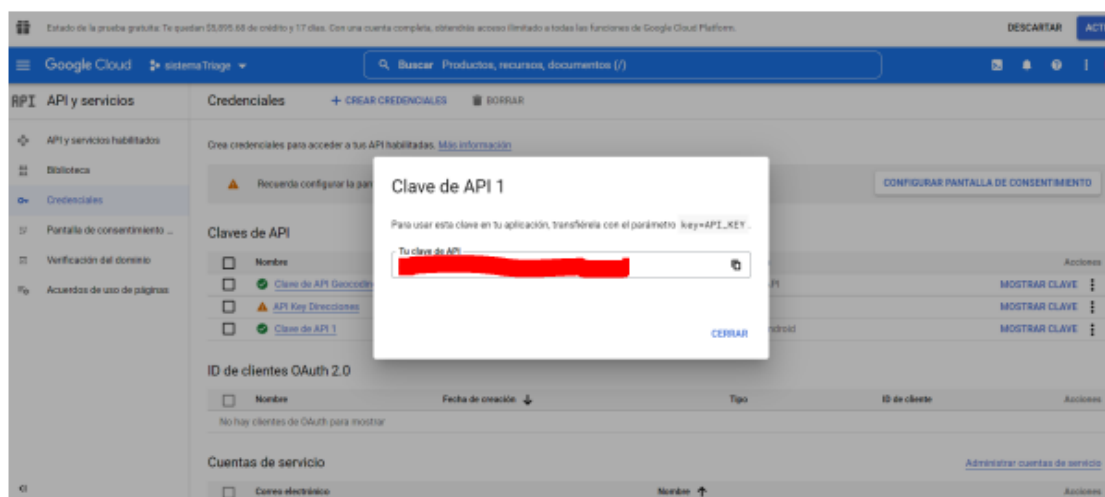 Estado de la prueba gratuita: Te quedan $5,895.68 de crédito y 17 días. Con una cuenta completa, obtendrás acceso ilimitado a todas las funciones de Google Cloud Platform.
DESCARTAR
Google Cloud
sistemaTriage
Buscar Productos, recursos, documentos (/)
API API y servicios
Credenciales
+ CREAR CREDENCIALES
BORRAR
API y servicios habilitados
Biblioteca
Credenciales
Pantalla de consentimiento ...
Verificación del dominio
Acuerdos de uso de páginas
Crea credenciales para acceder a tus API habilitadas. Más información
Recuerda configurar la pan
CONFIGURAR PANTALLA DE CONSENTIMIENTO
Clave de API 1
Para usar esta clave en tu aplicación, transfiérela con el parámetro key=API_KEY.
Tu clave de API
CERRAR
Claves de API
Nombre
Acciones
Clave de API Geocodin
MOSTRAR CLAVE
API Key Direcciones
MOSTRAR CLAVE
Clave de API 1
ndroid
MOSTRAR CLAVE
ID de clientes OAuth 2.0
Nombre
Fecha de creación
Tipo
ID de cliente
Acciones
No hay clientes de OAuth para mostrar
Cuentas de servicio
Administrar cuentas de servicio
Correo electrónico
Nombre
Acciones